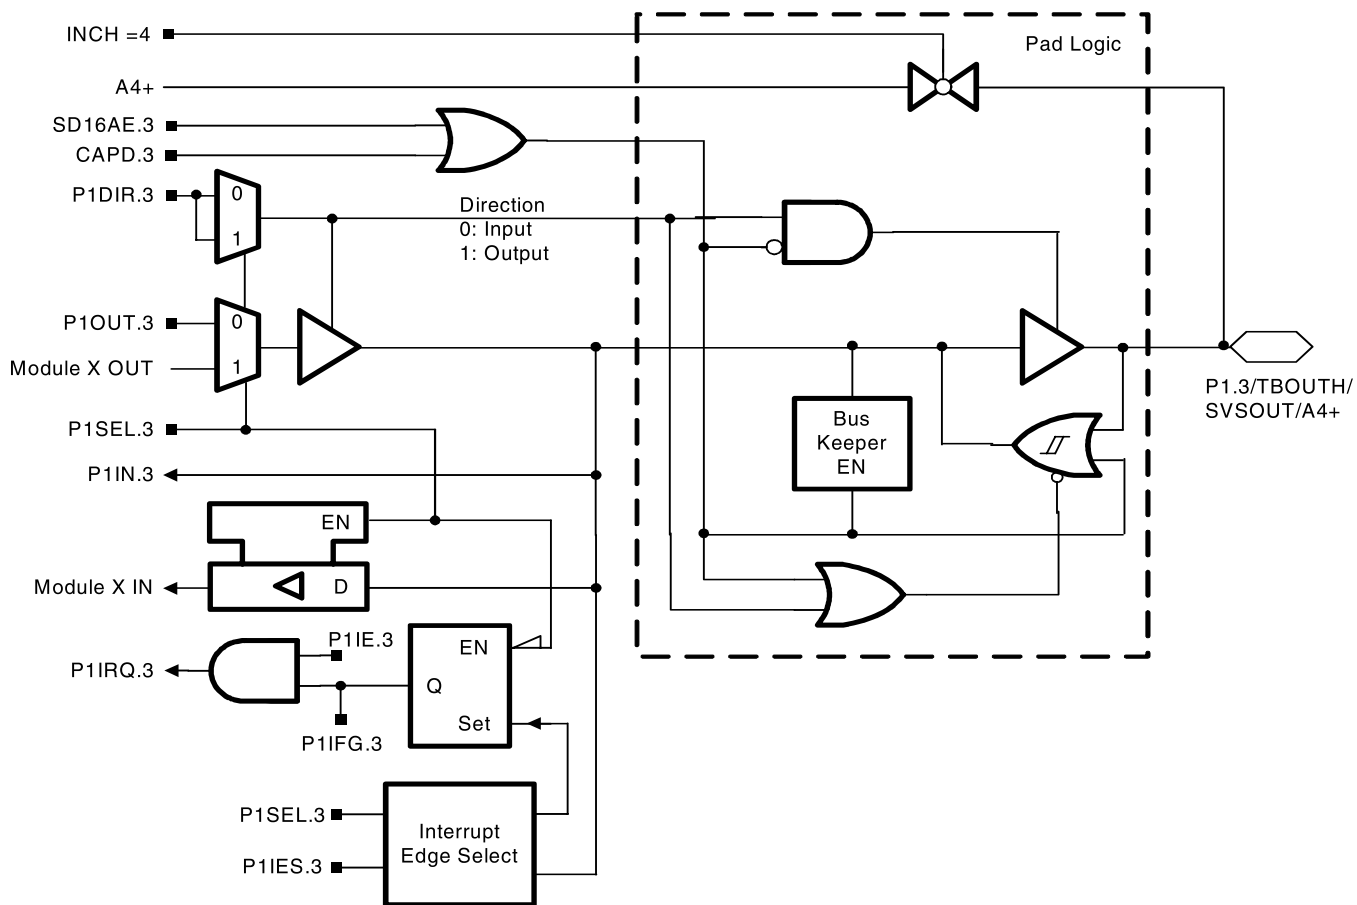 INCH =4
Pad Logic
A4+
SD16AE.3
CAPD.3
P1DIR.3
0
1
Direction
0: Input
1: Output
P1OUT.3
0
Module X OUT
1
P1.3/TBOUTH/
SVSOUT/A4+
P1SEL.3
Bus
Keeper
EN
P1IN.3
EN
Module X IN
D
P1IE.3
EN
P1IRQ.3
Q
Set
P1IFG.3
P1SEL.3
Interrupt
Edge Select
P1IES.3